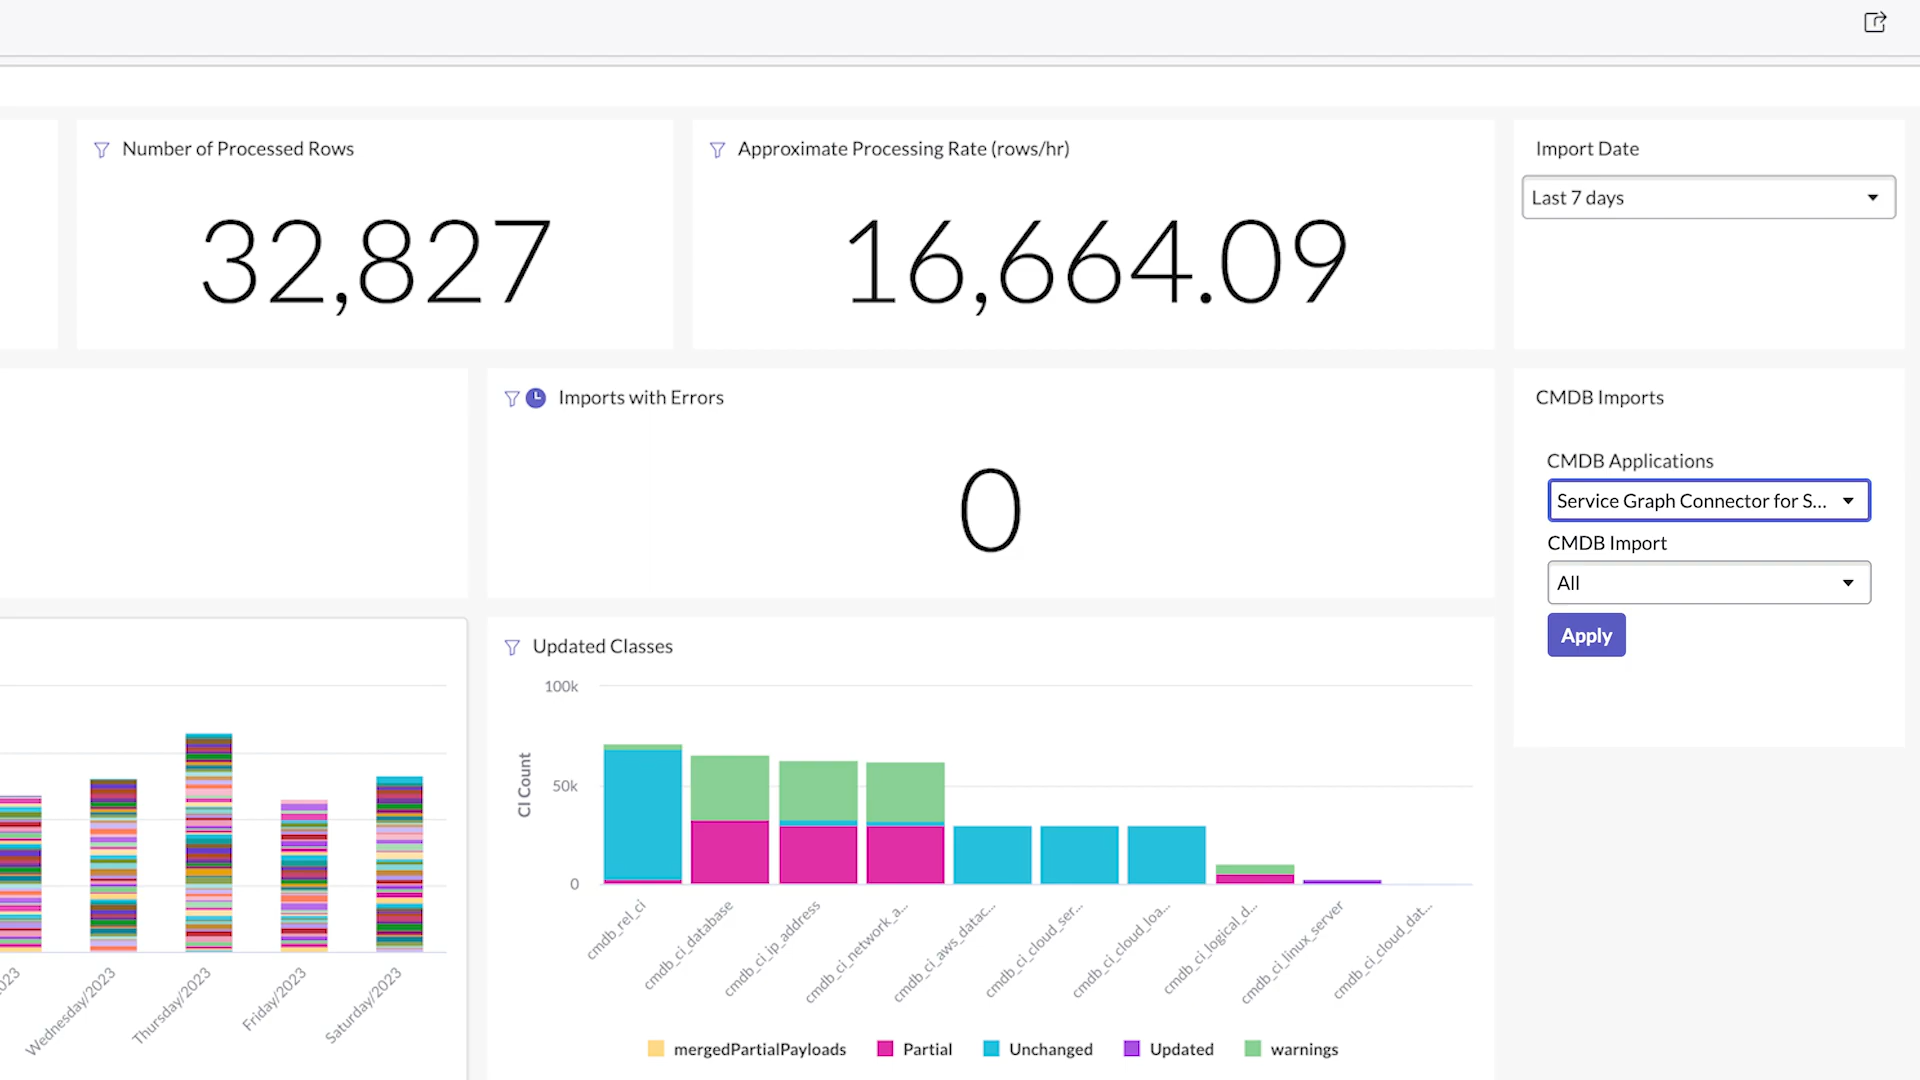 Number of Processed Rows
32,827
Approximate Processing Rate (rows/hr)
16,664.09
Import Date
Last 7 days
Imports with Errors
0
CMDB Imports
CMDB Applications
Service Graph Connector for S...
CMDB Import
All
Apply
023
Wednesday/2023
Thursday/2023
Friday/2023
Saturday/2023
Updated Classes
100k
50k
0
CI Count
cmdb_rel_ci
cmdb_ci_database
cmdb_ci_ip_address
cmdb_ci_network_a...
cmdb_ci_aws_datac...
cmdb_ci_cloud_ser...
cmdb_ci_cloud_loa...
cmdb_ci_logical_d...
cmdb_ci_linux_server
cmdb_ci_cloud_dat...
mergedPartialPayloads
Partial
Unchanged
Updated
warnings